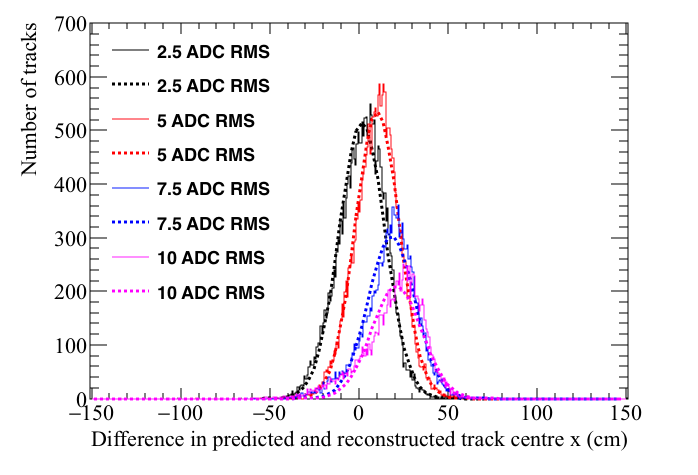 700
600
500
400
300
200
100
0
Number of tracks
2.5 ADC RMS
2.5 ADC RMS
5 ADC RMS
5 ADC RMS
7.5 ADC RMS
7.5 ADC RMS
10 ADC RMS
10 ADC RMS
−150 −100 −50 0 50 100 150
Difference in predicted and reconstructed track centre x (cm)